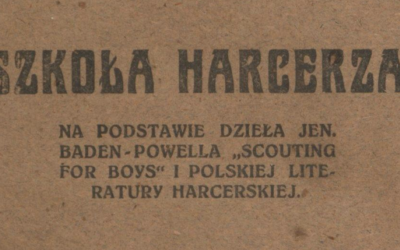 SZKOŁA HARCERZA
NA PODSTAWIE DZIEŁA JEN.
BADEN-POWELLA „SCOUTING
FOR BOYS“ I POLSKIEJ LITE-
RATURY HARCERSKIEJ.